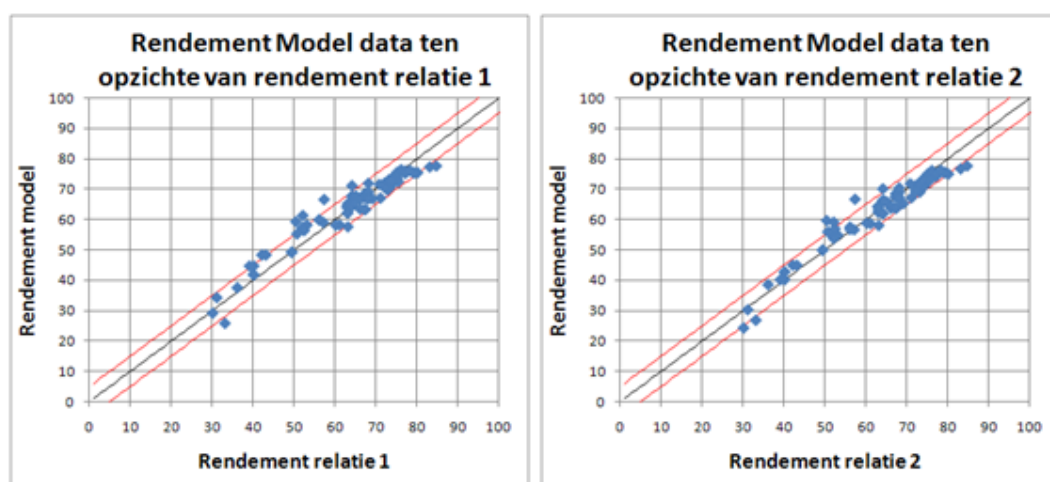 Rendement Model data ten
opzichte van rendement relatie 1
100
90
80
70
60
50
40
30
20
10
0
0 10 20 30 40 50 60 70 80 90 100
Rendement model
Rendement relatie 1
Rendement Model data ten
opzichte van rendement relatie 2
100
90
80
70
60
50
40
30
20
10
0
0 10 20 30 40 50 60 70 80 90 100
Rendement model
Rendement relatie 2